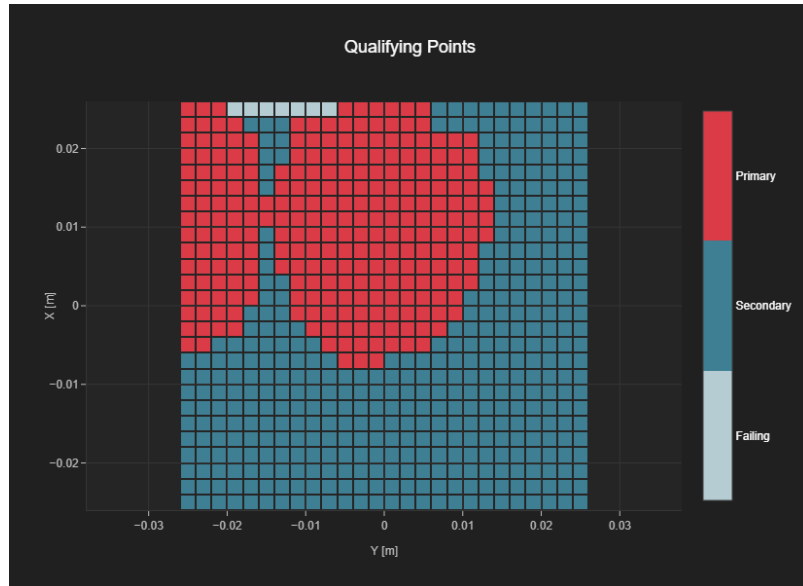 Qualifying Points
Primary
Secondary
Failing
X [m]
0.02
0.01
0
−0.01
−0.02
−0.03
−0.02
−0.01
0
0.01
0.02
0.03
Y [m]